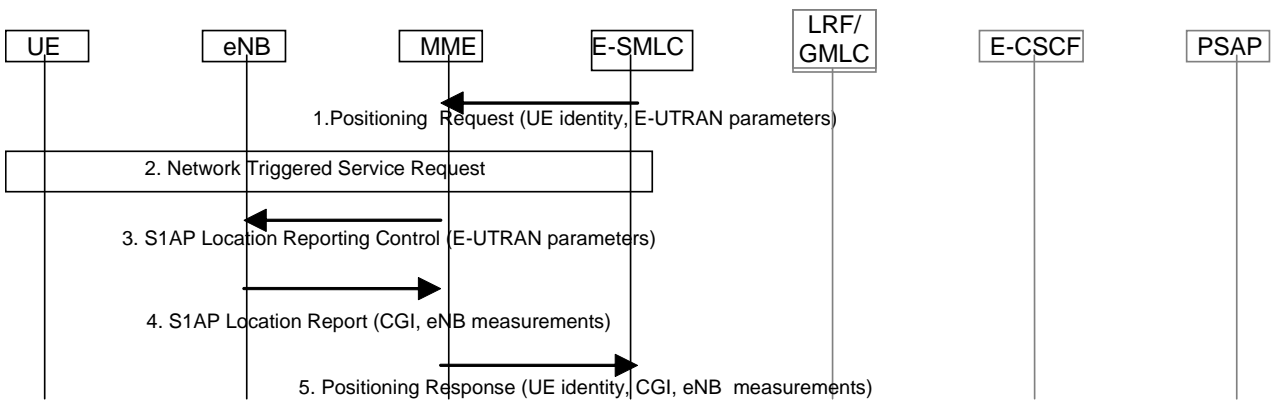 UE
eNB
MME
E-SMLC
LRF/
GMLC
E-CSCF
PSAP
1.Positioning Request (UE identity, E-UTRAN parameters)
2. Network Triggered Service Request
3. S1AP Location Reporting Control (E-UTRAN parameters)
4. S1AP Location Report (CGI, eNB measurements)
5. Positioning Response (UE identity, CGI, eNB measurements)